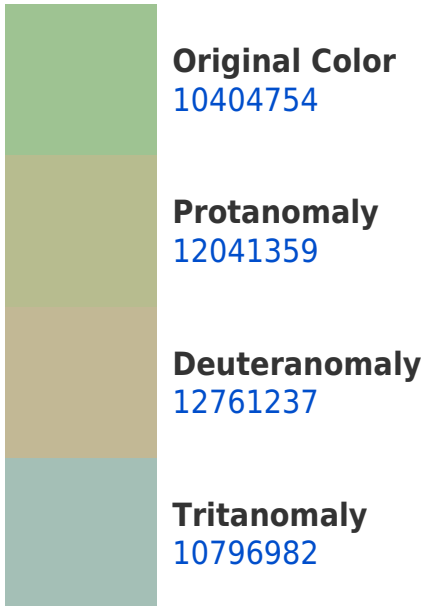 Original Color
10404754
Protanomaly
12041359
Deuteranomaly
12761237
Tritanomaly
10796982